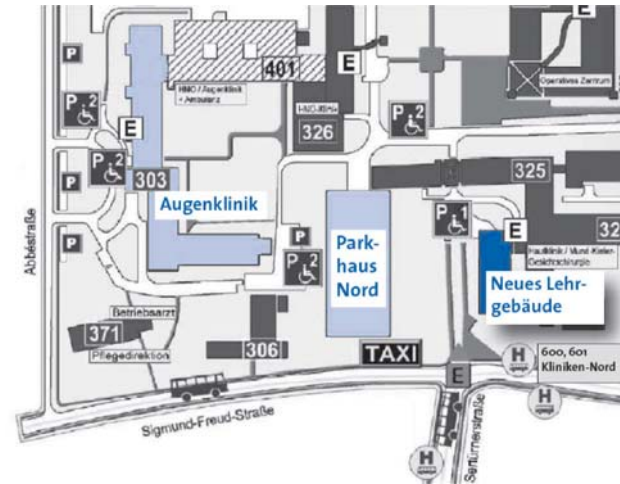 E
P
401
HNO / Augenklinik
+ Ambulanz
E
Operatives Zentrum
P 2
E
HNO-Klinik
326
P 2
P 2
303
325
P
Augenklinik
P 1
Abbéstraße
P
P 2
Park-
haus
Nord
E
Hautklinik / Mund-Kiefer-
Gesichtschirurgie
32
Neues Lehr-
gebäude
Betriebsarzt
371
Pflegedirektion
306
TAXI
H
600, 601
Kliniken-Nord
E
H
Sigmund-Freud-Straße
Sertürnerstraße
H